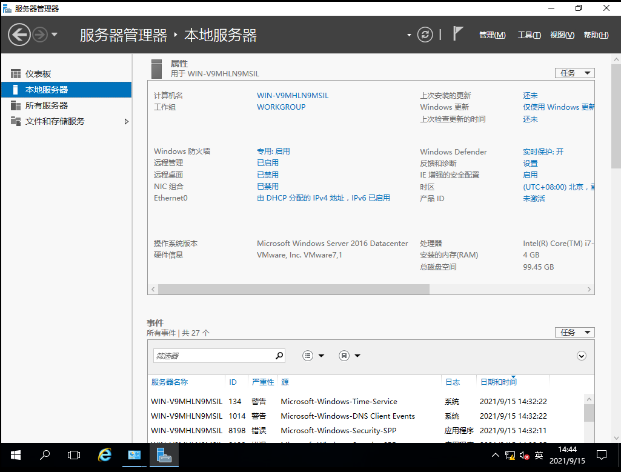 服务器管理器
服务器管理器 · 本地服务器
管理(M) 工具(T) 视图(V) 帮助(H)
仪表板
本地服务器
所有服务器
文件和存储服务
属性
用于 WIN-V9MHLN9MSIL
任务
计算机名 WIN-V9MHLN9MSIL 上次安装的更新 还未
工作组 WORKGROUP Windows 更新 仅使用 Windows 更新
上次检查更新的时间 还未
Windows 防火墙 专用: 启用 Windows Defender 实时保护: 开
远程管理 已启用 反馈和诊断 设置
远程桌面 已禁用 IE 增强的安全配置 启用
NIC 组合 已禁用 时区 (UTC+08:00) 北京，
Ethernet0 由 DHCP 分配的 IPv4 地址，IPv6 已启用 产品 ID 未激活
操作系统版本 Microsoft Windows Server 2016 Datacenter 处理器 Intel(R) Core(TM) i7-
硬件信息 VMware, Inc. VMware7,1 安装的内存(RAM) 4 GB
总磁盘空间 99.45 GB
事件
所有事件 | 共 27 个
任务
筛选器
服务器名称 ID 严重性 源 日志 日期和时间
WIN-V9MHLN9MSIL 134 警告 Microsoft-Windows-Time-Service 系统 2021/9/15 14:32:22
WIN-V9MHLN9MSIL 1014 警告 Microsoft-Windows-DNS Client Events 系统 2021/9/15 14:32:22
WIN-V9MHLN9MSIL 8198 错误 Microsoft-Windows-Security-SPP 应用程序 2021/9/15 14:32:11
英
14:44
2021/9/15